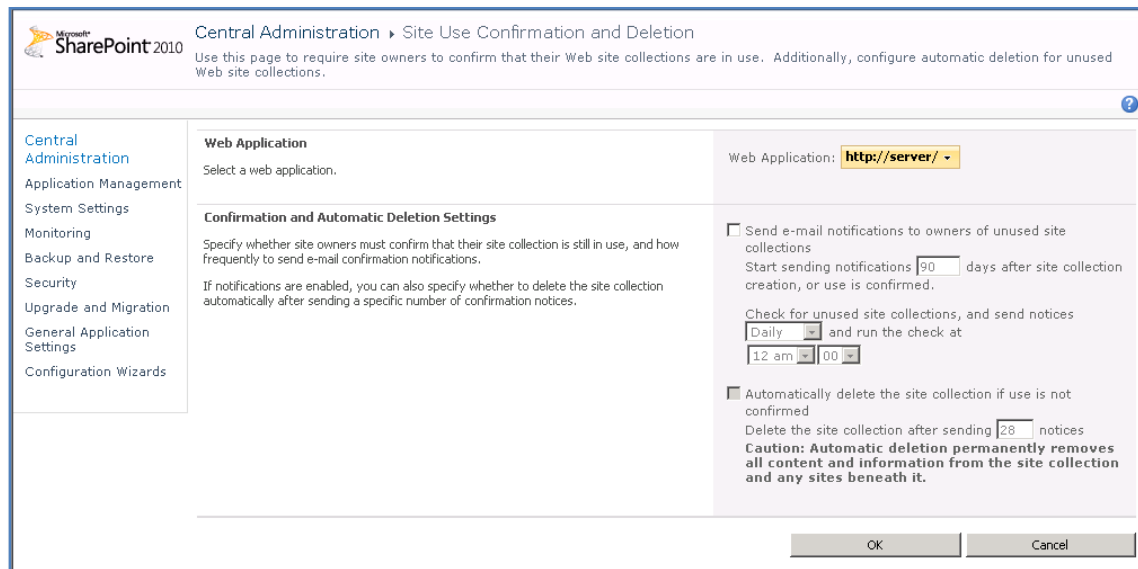 Microsoft®
SharePoint 2010
Central Administration ▸ Site Use Confirmation and Deletion
Use this page to require site owners to confirm that their Web site collections are in use.  Additionally, configure automatic deletion for unused
Web site collections.
Central
Administration
Application Management
System Settings
Monitoring
Backup and Restore
Security
Upgrade and Migration
General Application
Settings
Configuration Wizards
Web Application
Select a web application.
Web Application: http://server/
Confirmation and Automatic Deletion Settings
Specify whether site owners must confirm that their site collection is still in use, and how
frequently to send e-mail confirmation notifications.
If notifications are enabled, you can also specify whether to delete the site collection
automatically after sending a specific number of confirmation notices.
Send e-mail notifications to owners of unused site
collections
Start sending notifications 90 days after site collection
creation, or use is confirmed.
Check for unused site collections, and send notices
Daily and run the check at
12 am 00
Automatically delete the site collection if use is not
confirmed
Delete the site collection after sending 28 notices
Caution: Automatic deletion permanently removes
all content and information from the site collection
and any sites beneath it.
OK
Cancel